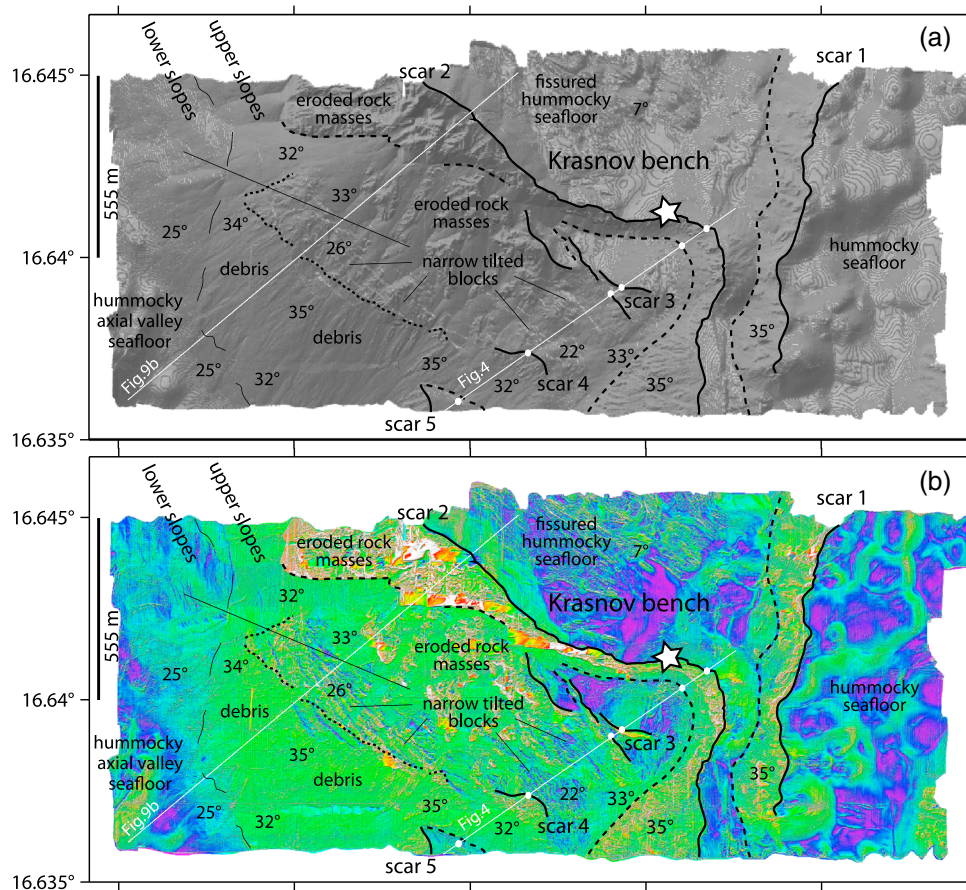 (a)
lower slopes
upper slopes
scar 2
scar 1
16.645°
eroded rock
masses
fissured
hummocky
seafloor
7°
32°
Krasnov bench
555 m
33°
eroded rock
masses
34°
25°
26°
16.64°
debris
narrow tilted
blocks
hummocky
seafloor
hummocky
axial valley
seafloor
scar 3
35°
debris
35°
22°
33°
Fig.9b
25°
32°
35°
Fig.4
32°
scar 4
35°
scar 5
16.635°
(b)
lower slopes
upper slopes
scar 2
scar 1
16.645°
eroded rock
masses
fissured
hummocky
seafloor
7°
32°
Krasnov bench
555 m
33°
eroded rock
masses
34°
25°
26°
16.64°
debris
narrow tilted
blocks
hummocky
seafloor
hummocky
axial valley
seafloor
scar 3
35°
debris
35°
22°
33°
Fig.9b
25°
32°
35°
Fig.4
32°
scar 4
35°
scar 5
16.635°